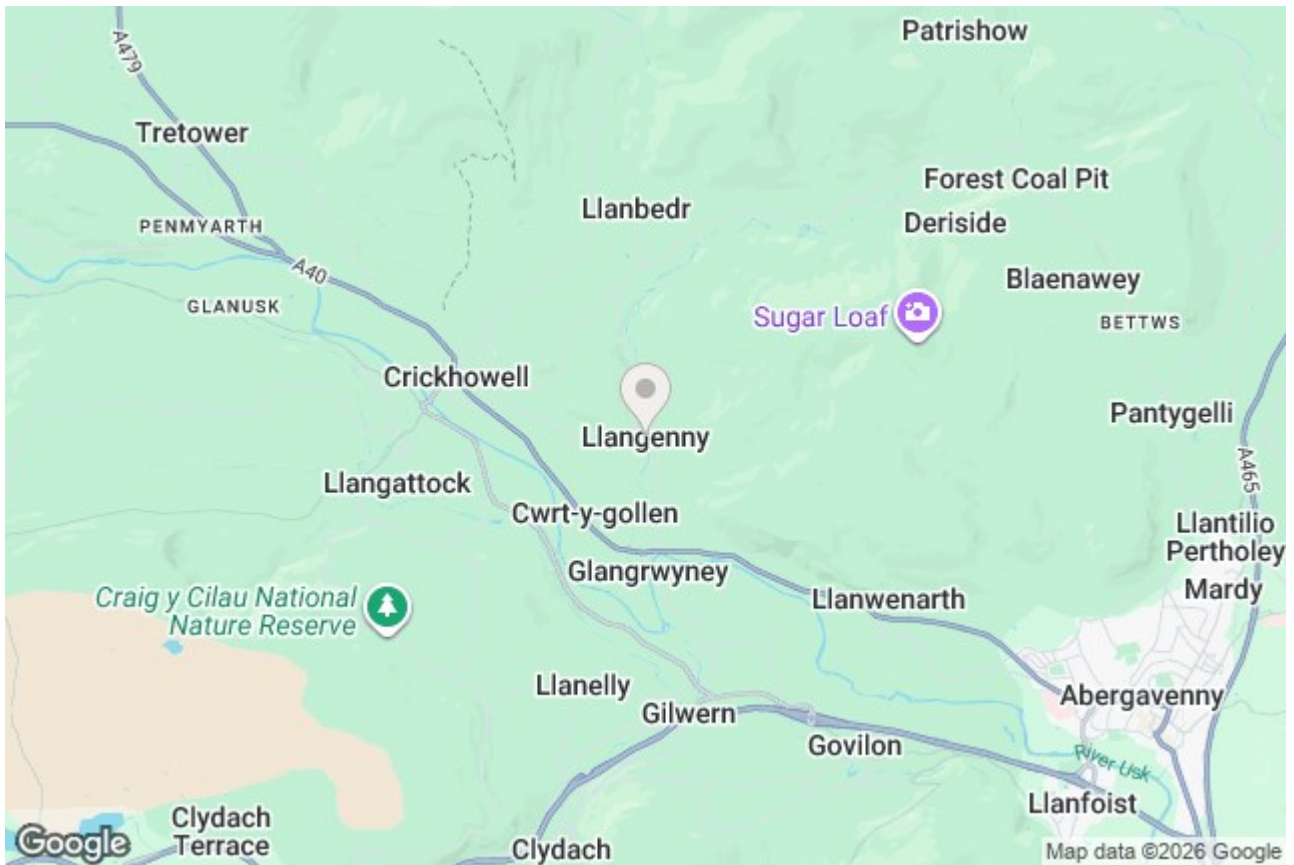 Patrishow
A479
Tretower
Forest Coal Pit
Llanbedr
Deriside
PENMYARTH
A40
Blaenawey
GLANUSK
Sugar Loaf
BETTWS
Crickhowell
Pantygelli
Llangenny
A465
Llangattock
Cwrt-y-gollen
Llantilio
Pertholey
Glangrwyney
Mardy
Craig y Cilau National
Nature Reserve
Llanwenarth
Llanelly
Abergavenny
Gilwern
Govilon
River Usk
Llanfoist
Clydach
Terrace
Google
Clydach
Map data ©2026 Google